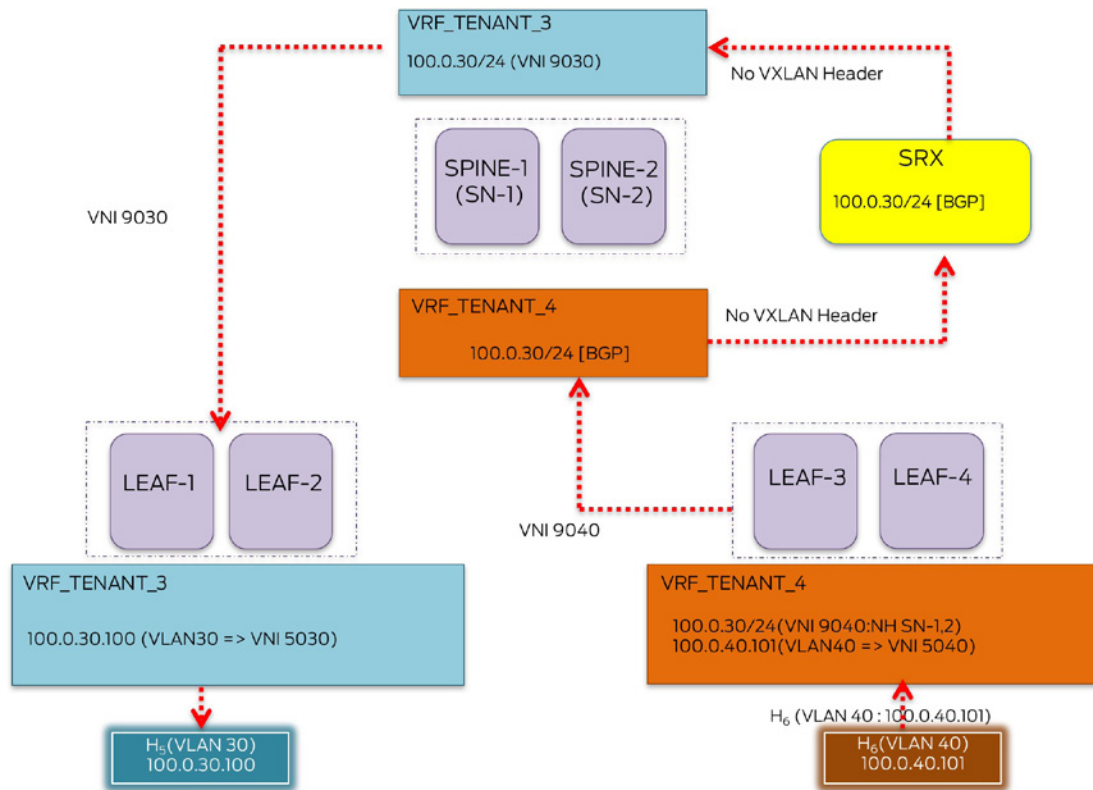 VRF_TENANT_3
100.0.30/24 (VNI 9030)
No VXLAN Header
SPINE-1
(SN-1)
SPINE-2
(SN-2)
SRX
100.0.30/24 [BGP]
VNI 9030
VRF_TENANT_4
100.0.30/24 [BGP]
No VXLAN Header
LEAF-1
LEAF-2
LEAF-3
LEAF-4
VNI 9040
VRF_TENANT_3
100.0.30.100 (VLAN30 => VNI 5030)
VRF_TENANT_4
100.0.30/24(VNI 9040:NH SN-1,2)
100.0.40.101(VLAN40 => VNI 5040)
H₆ (VLAN 40 : 100.0.40.101)
H₅(VLAN 30)
100.0.30.100
H₆(VLAN 40)
100.0.40.101